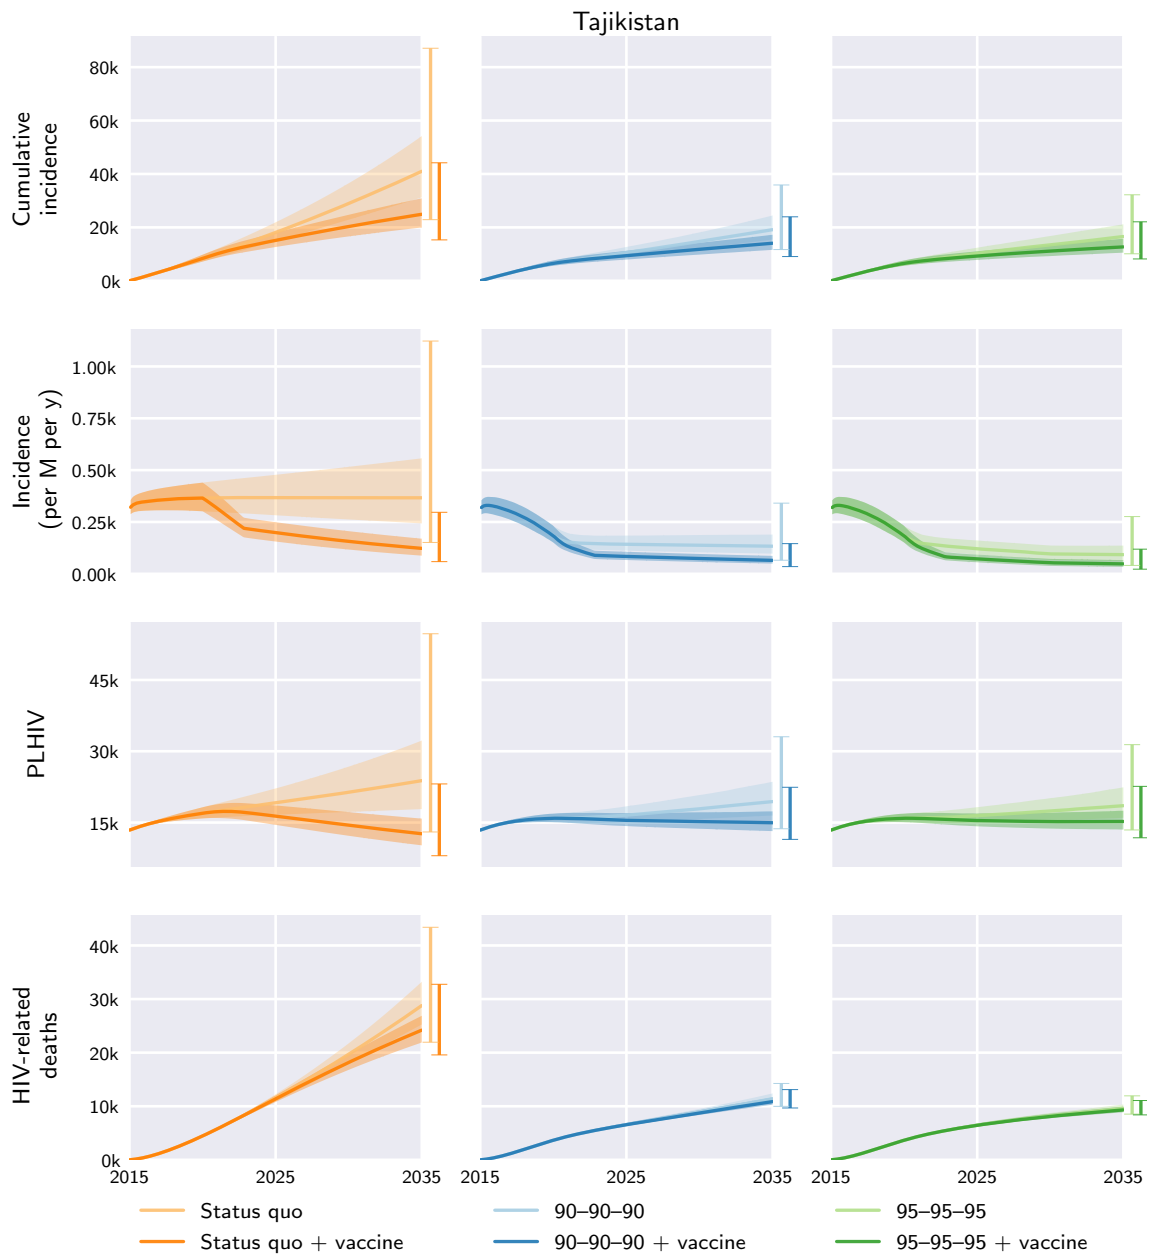 Tajikistan
Cumulative
incidence
80k
60k
40k
20k
0k
Incidence
(per M per y)
1.00k
0.75k
0.50k
0.25k
0.00k
PLHIV
45k
30k
15k
HIV-related
deaths
40k
30k
20k
10k
0k
2015 2025 2035 2015 2025 2035 2015 2025 2035
Status quo 90–90–90 95–95–95
Status quo + vaccine 90–90–90 + vaccine 95–95–95 + vaccine